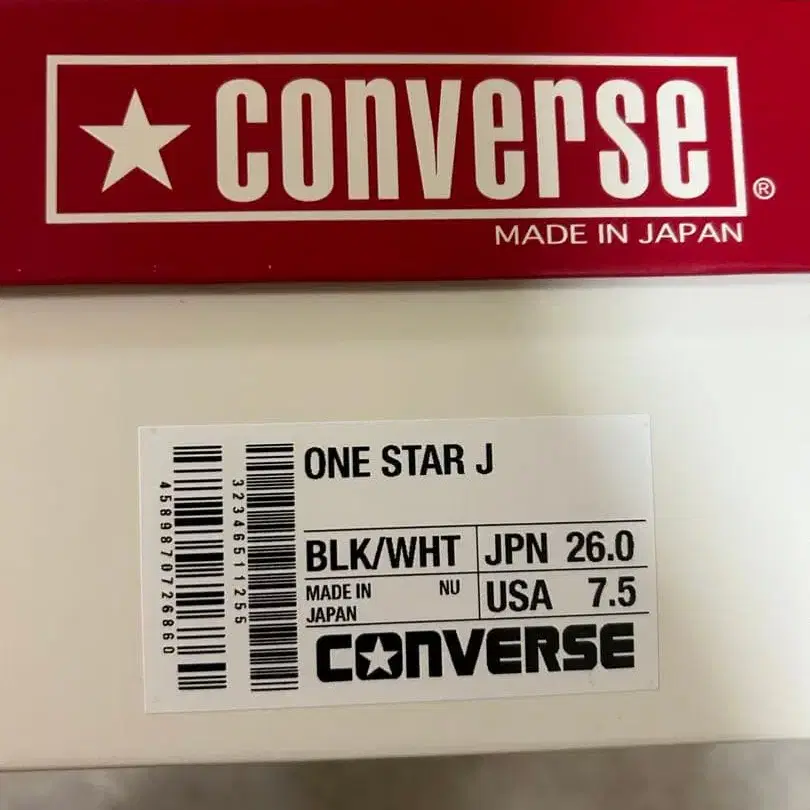 ★ CONVERSE ®
MADE IN JAPAN
ONE STAR J
4589870726860
32346511255
BLK/WHT JPN 26.0
MADE IN JAPAN NU USA 7.5
CONVERSE